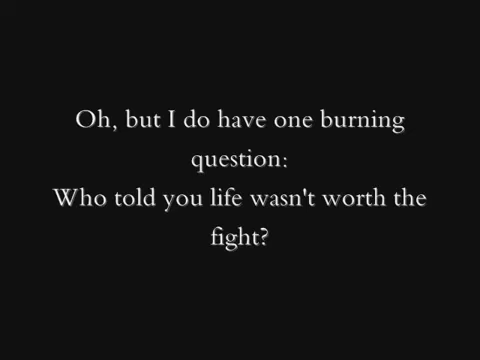 Oh, but I do have one burning
question:
Who told you life wasn't worth the
fight?